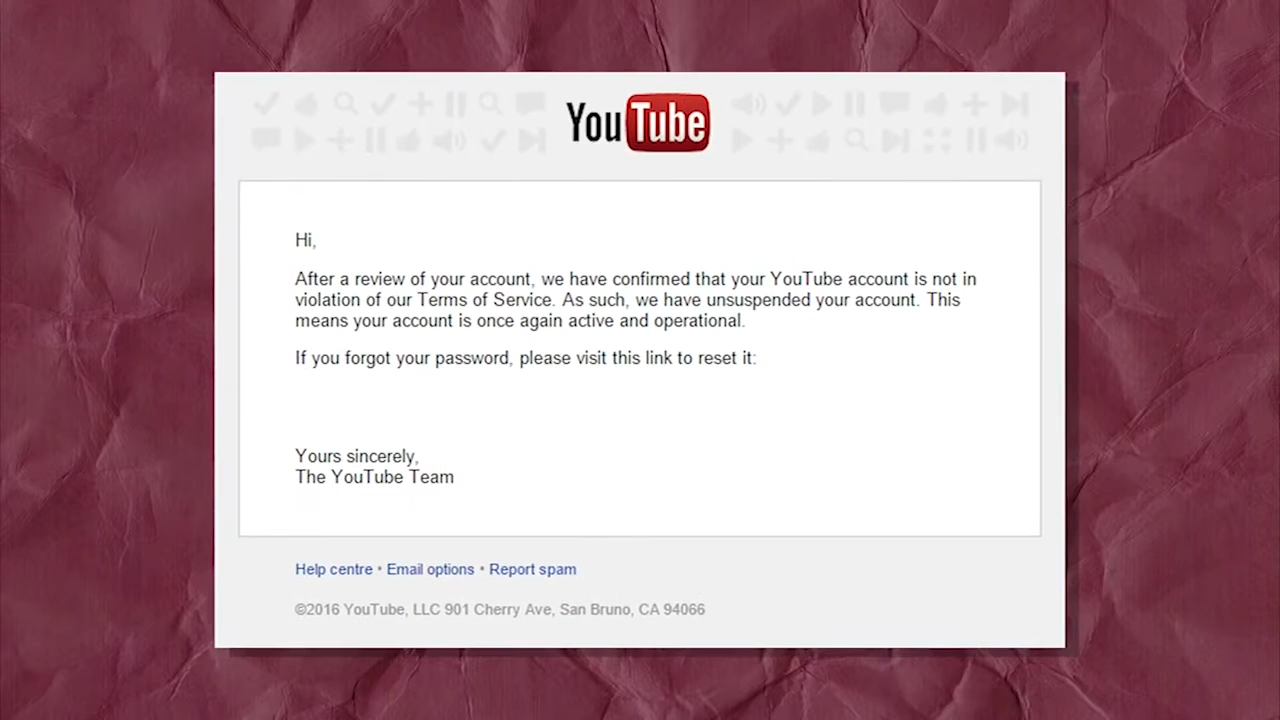 YouTube
Hi,
After a review of your account, we have confirmed that your YouTube account is not in
violation of our Terms of Service. As such, we have unsuspended your account. This
means your account is once again active and operational.
If you forgot your password, please visit this link to reset it:
Yours sincerely,
The YouTube Team
Help centre • Email options • Report spam
©2016 YouTube, LLC 901 Cherry Ave, San Bruno, CA 94066